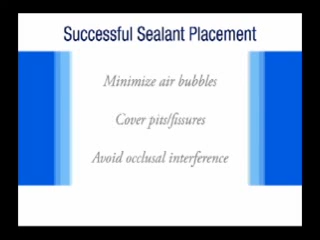 Successful Sealant Placement
Minimize air bubbles
Cover pits/fissures
Avoid occlusal interference